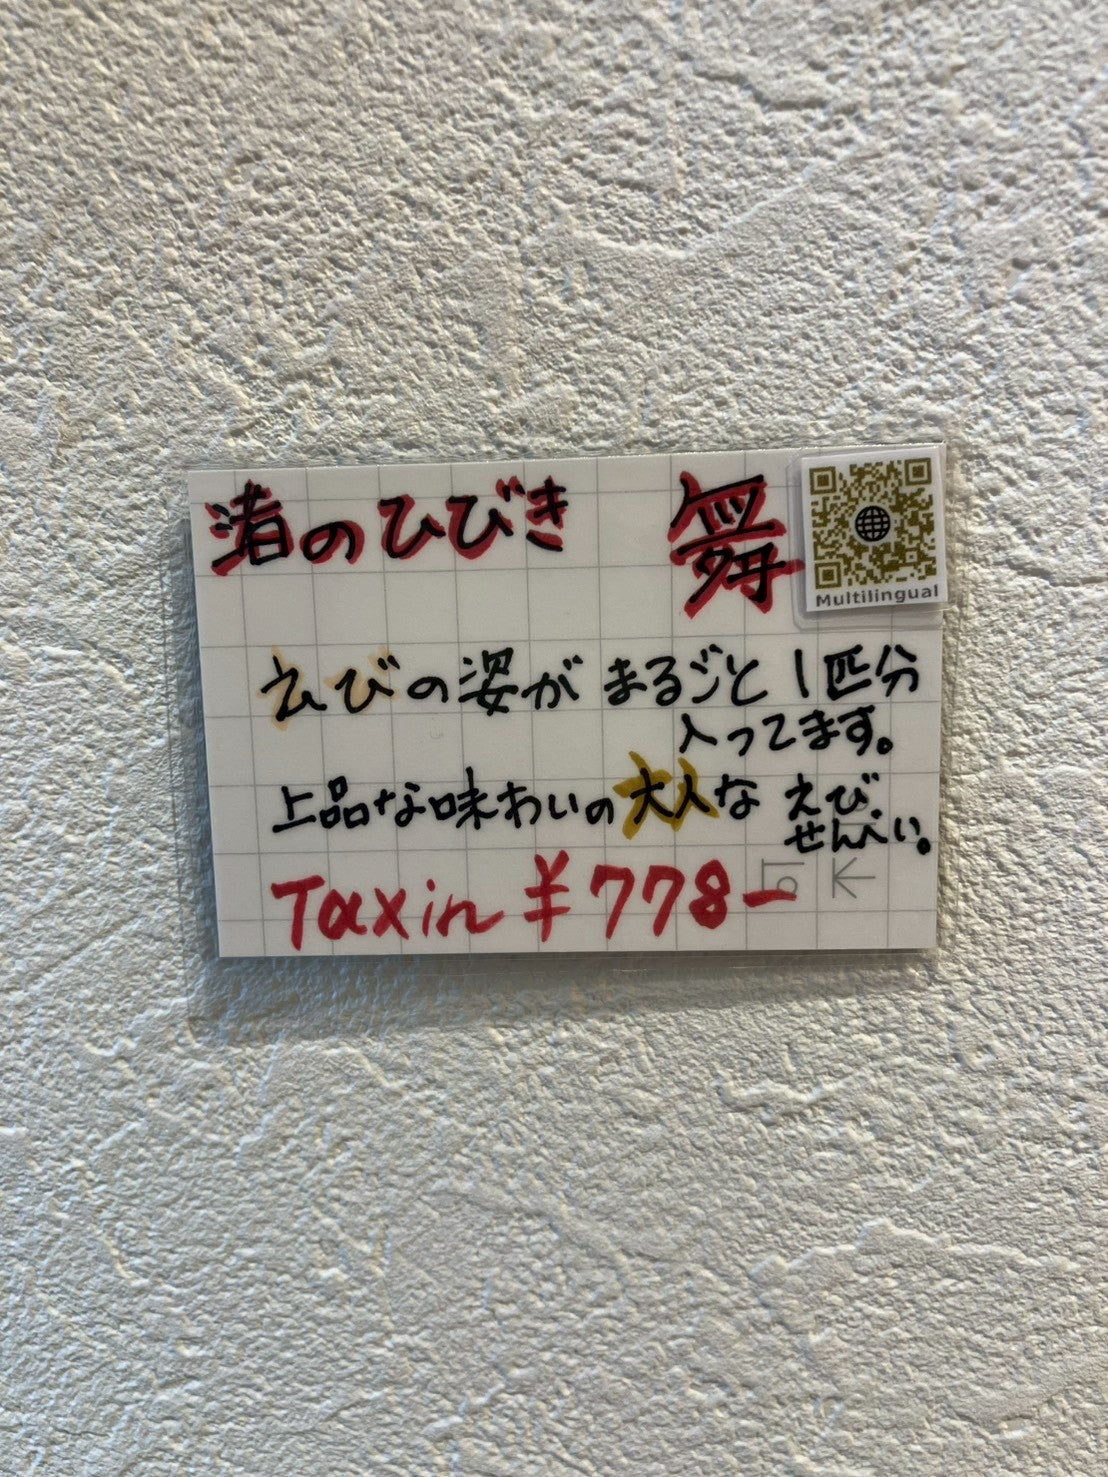 渚のひびき 舞
Multilingual
えびの姿がまるごと1匹分
入ってます。
上品な味わいの大人なえび
せんべい。
Tax in ¥778-